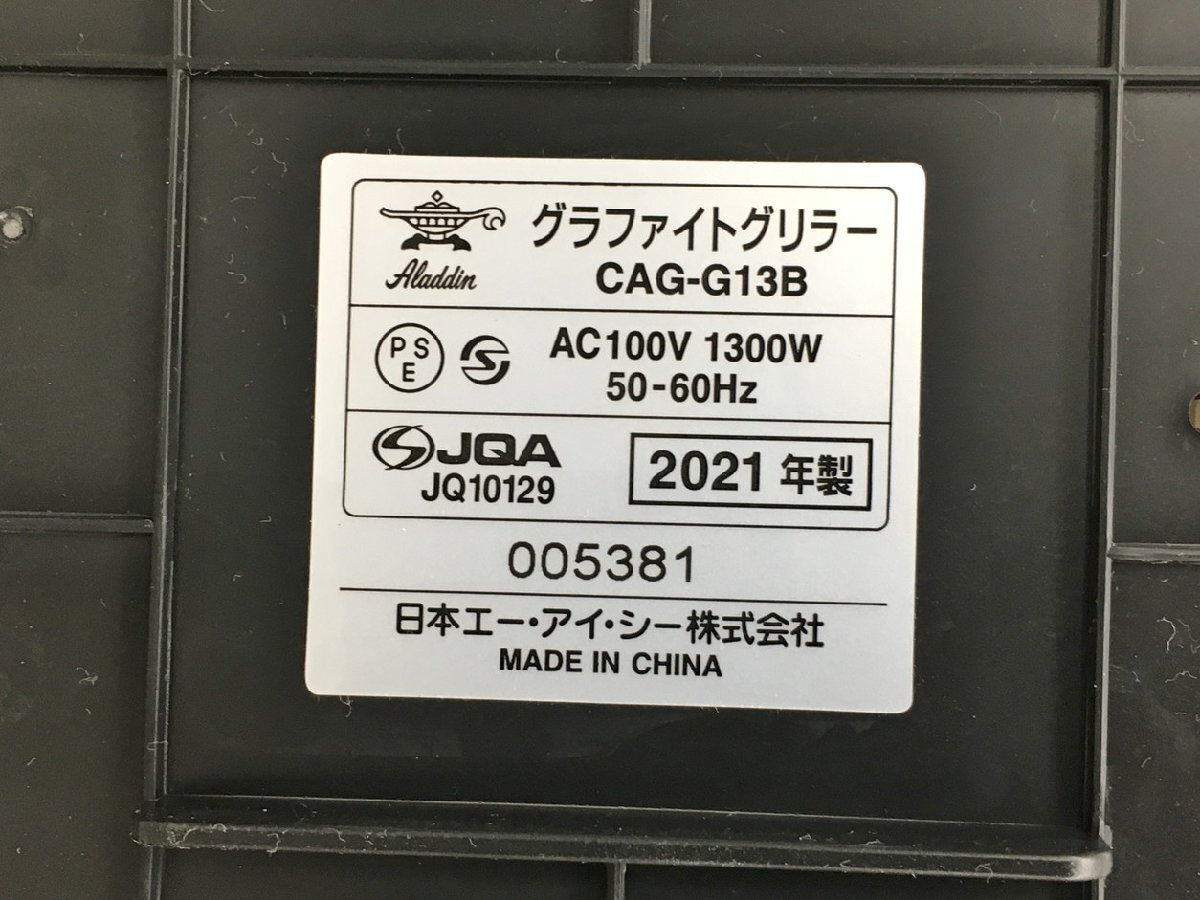 グラファイトグリラー
Aladdin
CAG-G13B
PSE
AC100V 1300W
50-60Hz
JQA
JQ10129
2021 年製
005381
日本エー・アイ・シー株式会社
MADE IN CHINA